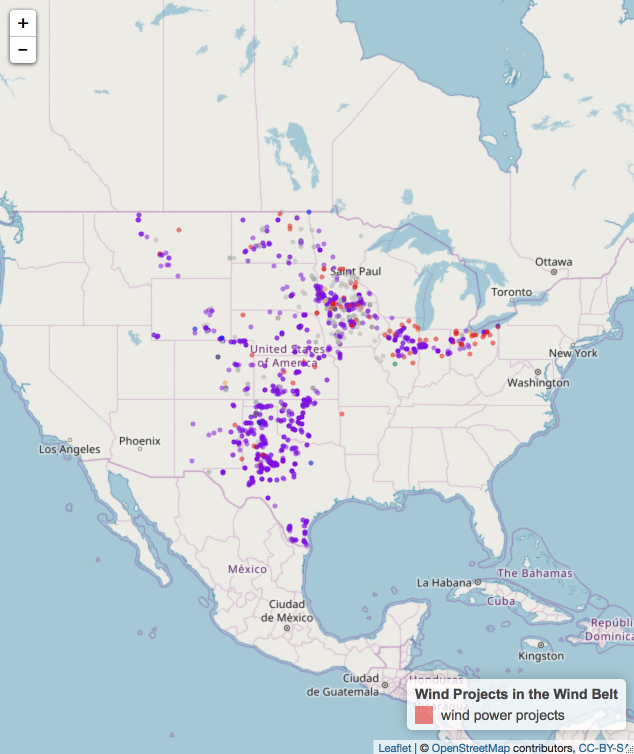 +
−
Ottawa
Saint Paul
Toronto
United States
of America
New York
Washington
Phoenix
Los Angeles
México
The Bahamas
La Habana
Cuba
Ciudad
de México
Repúbli
Dominica
Kingston
Ciudad
de Guatemala
Honduras
Nicaragua
Wind Projects in the Wind Belt
wind power projects
Leaflet | © OpenStreetMap contributors, CC-BY-S